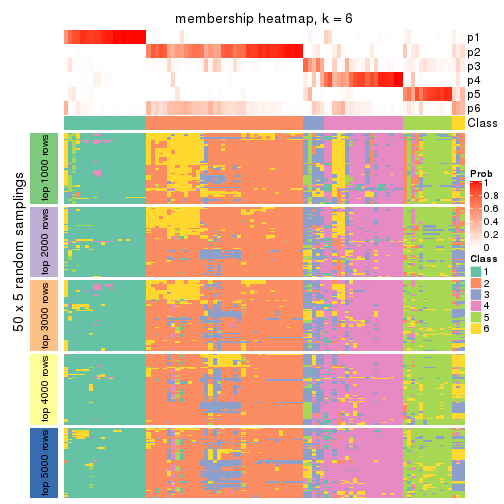 membership heatmap, k = 6
p1
p2
p3
p4
p5
p6
Class
50 x 5 random samplings
top 1000 rows
top 2000 rows
top 3000 rows
top 4000 rows
top 5000 rows
Prob
1
0.8
0.6
0.4
0.2
0
Class
1
2
3
4
5
6